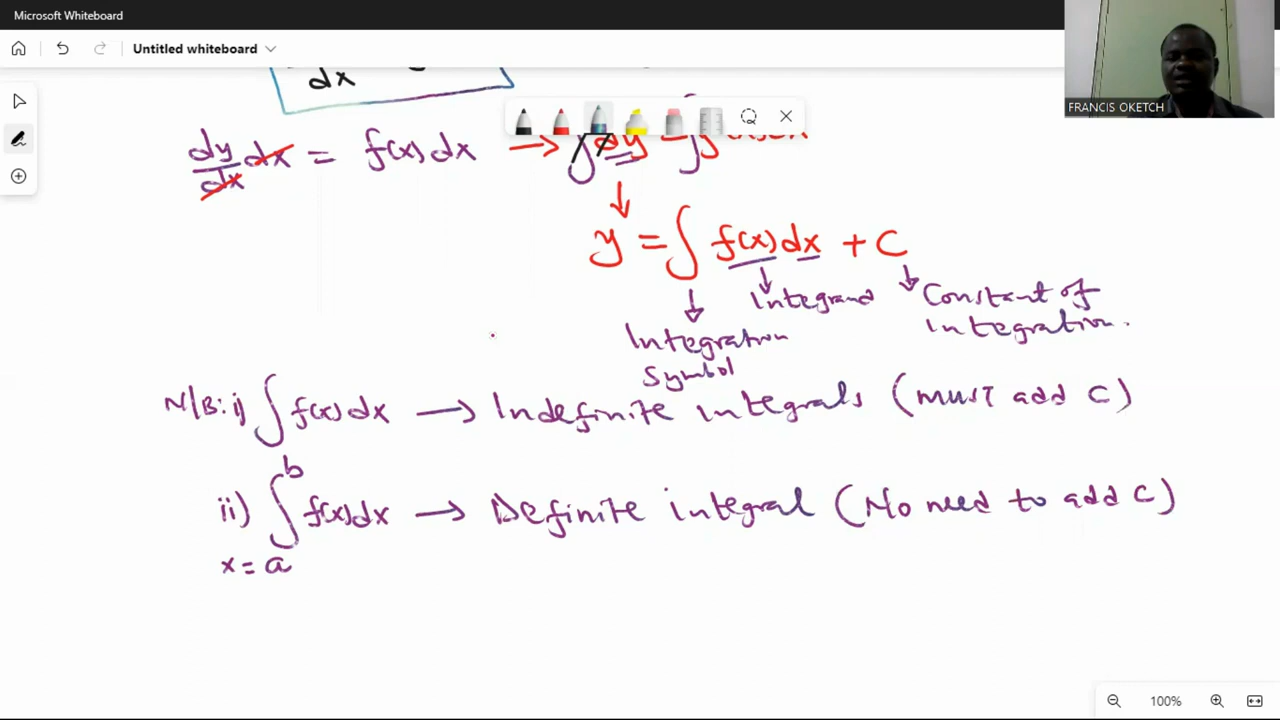 Microsoft Whiteboard
Untitled whiteboard
FRANCIS OKETCH
dx
dy/dx dx = f(x) dx → ∫dy = ∫
↓
y = ∫ f(x) dx + C
↓ Integrand
↓ Constant of
integration.
↓ Integration
Symbol
N/B: i) ∫ f(x) dx → Indefinite integrals (must add C)
ii) ∫ f(x) dx → Definite integral (No need to add C)
b
x = a
100%